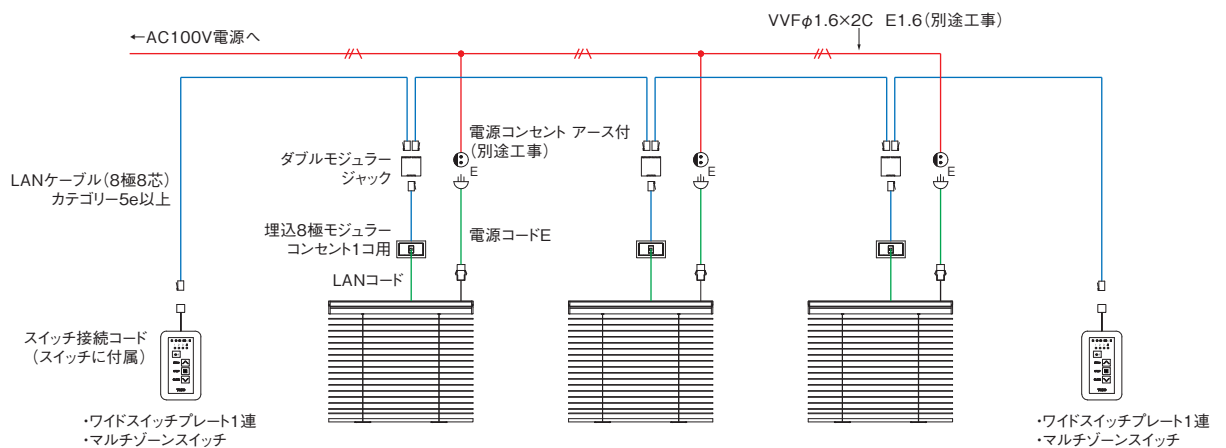 ←AC100V電源へ
VVFφ1.6×2C E1.6(別途工事)
電源コンセント アース付
(別途工事)
ダブルモジュラー
ジャック
E
E
E
LANケーブル(8極8芯)
カテゴリー5e以上
埋込8極モジュラー
コンセント1コ用
電源コードE
LANコード
スイッチ接続コード
(スイッチに付属)
・ワイドスイッチプレート1連
・マルチゾーンスイッチ
・ワイドスイッチプレート1連
・マルチゾーンスイッチ